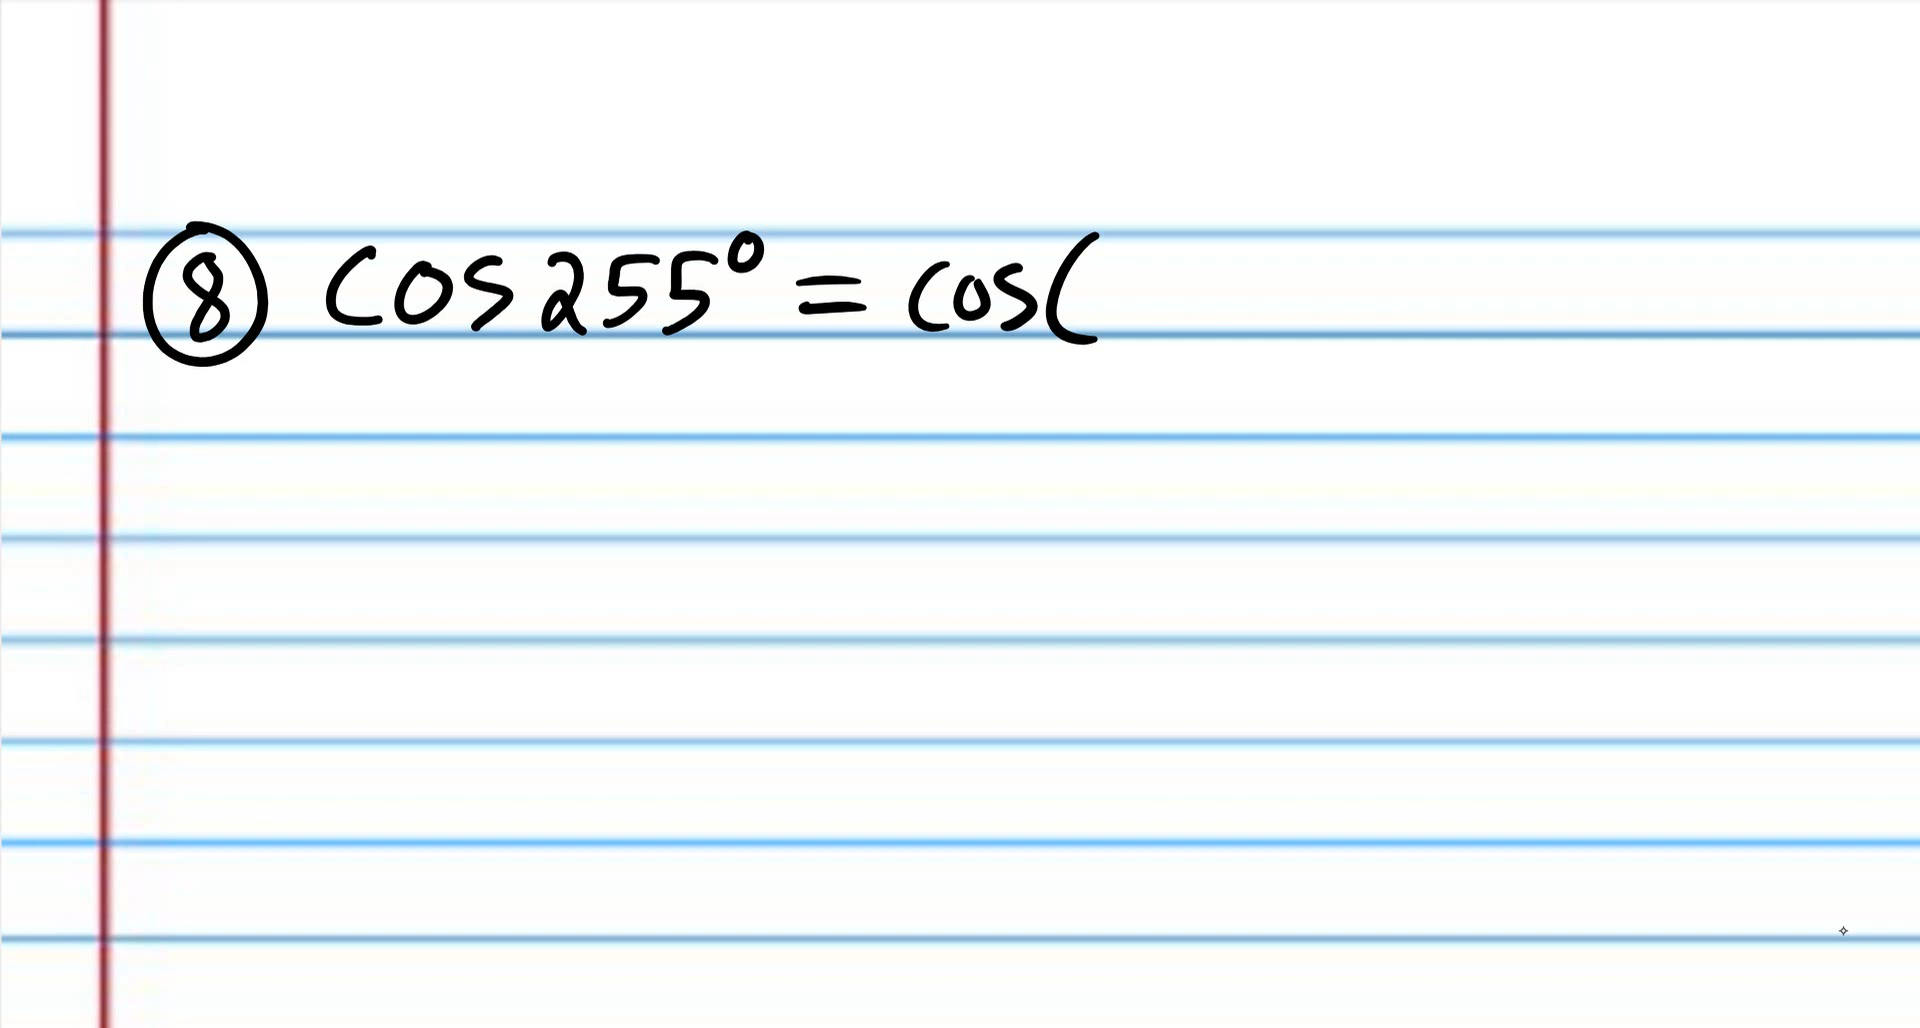 ⑧ cos 255° = cos(